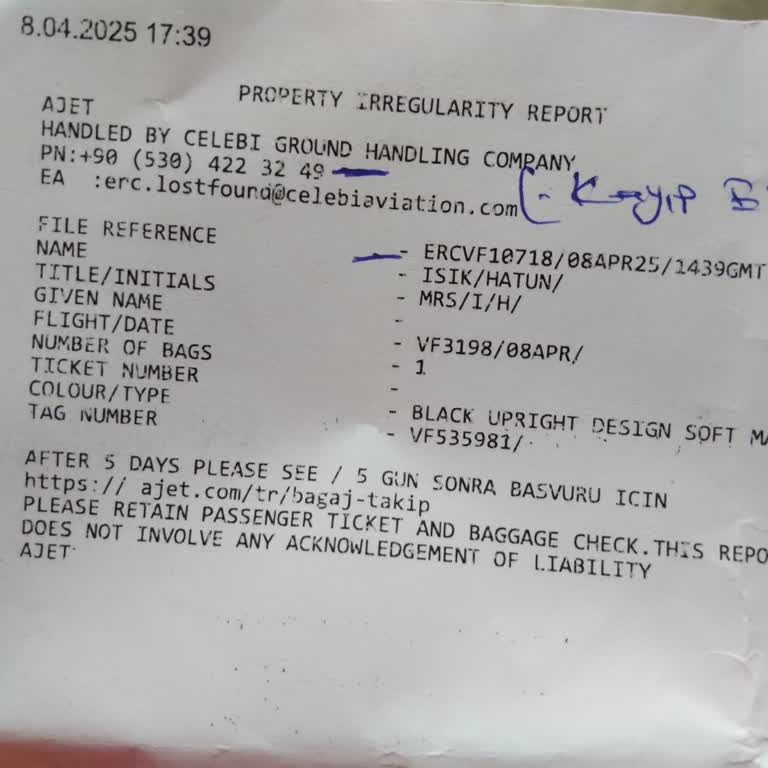 8.04.2025 17:39
PROPERTY IRREGULARITY REPORT
AJET
HANDLED BY CELEBI GROUND HANDLING COMPANY
PN:+90 (530) 422 32 49
EA :erc.lostfound@celebiaviation.com
Kayıp
FILE REFERENCE - ERCVF10718/08APR25/1439GMT
NAME - ISIK/HATUN/
TITLE/INITIALS - MRS/I/H/
GIVEN NAME -
FLIGHT/DATE - VF3198/08APR/
NUMBER OF BAGS - 1
TICKET NUMBER -
COLOUR/TYPE - BLACK UPRIGHT DESIGN SOFT
TAG NUMBER - VF535981/
AFTER 5 DAYS PLEASE SEE / 5 GUN SONRA BASVURU ICIN
https:// ajet.com/tr/bagaj-takip
PLEASE RETAIN PASSENGER TICKET AND BAGGAGE CHECK.THIS REPO
DOES NOT INVOLVE ANY ACKNOWLEDGEMENT OF LIABILITY
AJET